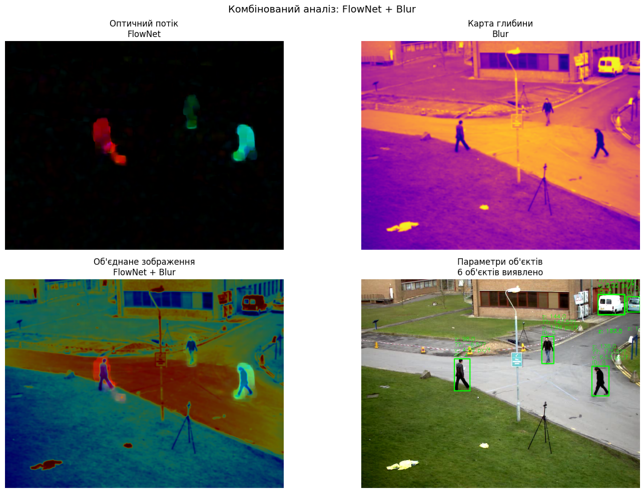 Комбінований аналіз: FlowNet + Blur
Оптичний потік
FlowNet
Карта глибини
Blur
Об'єднане зображення
FlowNet + Blur
Параметри об'єктів
6 об'єктів виявлено